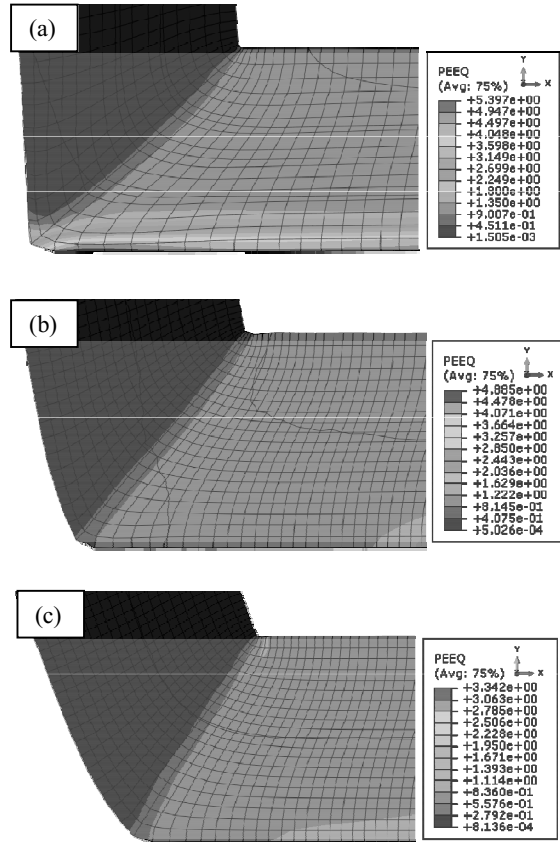 (a)
PEEQ
(Avg: 75%)
+5.397e+00
+4.947e+00
+4.497e+00
+4.048e+00
+3.598e+00
+3.149e+00
+2.699e+00
+2.249e+00
+1.800e+00
+1.350e+00
+9.007e-01
+4.511e-01
+1.505e-03
Y
X
(b)
PEEQ
(Avg: 75%)
+4.885e+00
+4.478e+00
+4.071e+00
+3.664e+00
+3.257e+00
+2.850e+00
+2.443e+00
+2.036e+00
+1.629e+00
+1.222e+00
+8.145e-01
+4.075e-01
+5.026e-04
Y
X
(c)
PEEQ
(Avg: 75%)
+3.342e+00
+3.063e+00
+2.785e+00
+2.506e+00
+2.228e+00
+1.950e+00
+1.671e+00
+1.393e+00
+1.114e+00
+8.360e-01
+5.576e-01
+2.792e-01
+8.136e-04
Y
X